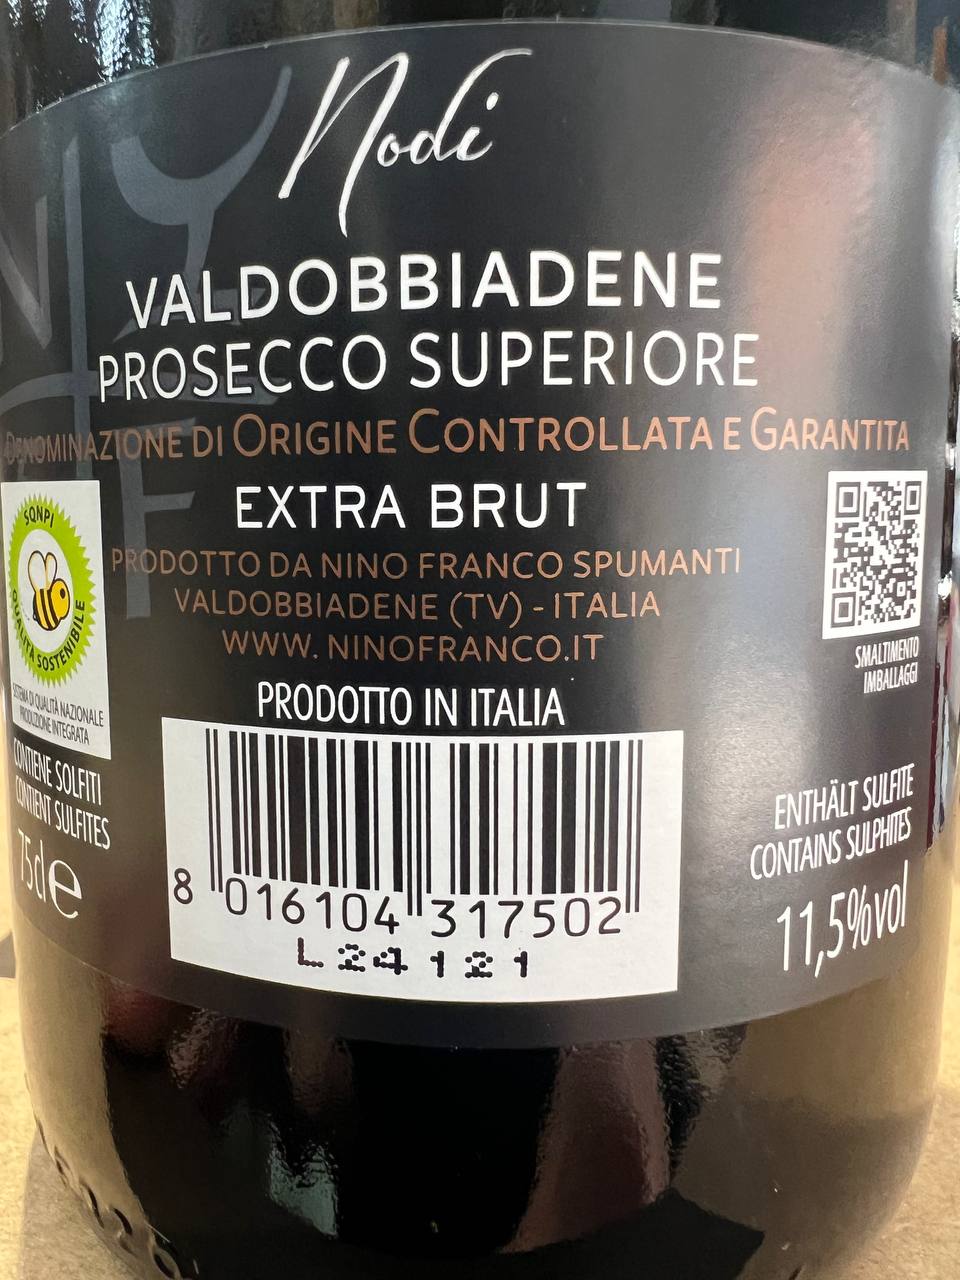 Nodi
VALDOBBIADENE
PROSECCO SUPERIORE
DENOMINAZIONE DI ORIGINE CONTROLLATA E GARANTITA
EXTRA BRUT
PRODOTTO DA NINO FRANCO SPUMANTI
VALDOBBIADENE (TV) - ITALIA
WWW. NINOFRANCO.IT
PRODOTTO IN ITALIA
SQNPI
QUALITÀ SOSTENIBILE
SISTEMA DI QUALITÀ NAZIONALE
PRODUZIONE INTEGRATA
CONTIENE SOLFITI
CONTIENT SULFITES
75cl e
8 016104 317502
L24121
SMALTIMENTO
IMBALLAGGI
ENTHÄLT SULFITE
CONTAINS SULPHITES
11,5%vol